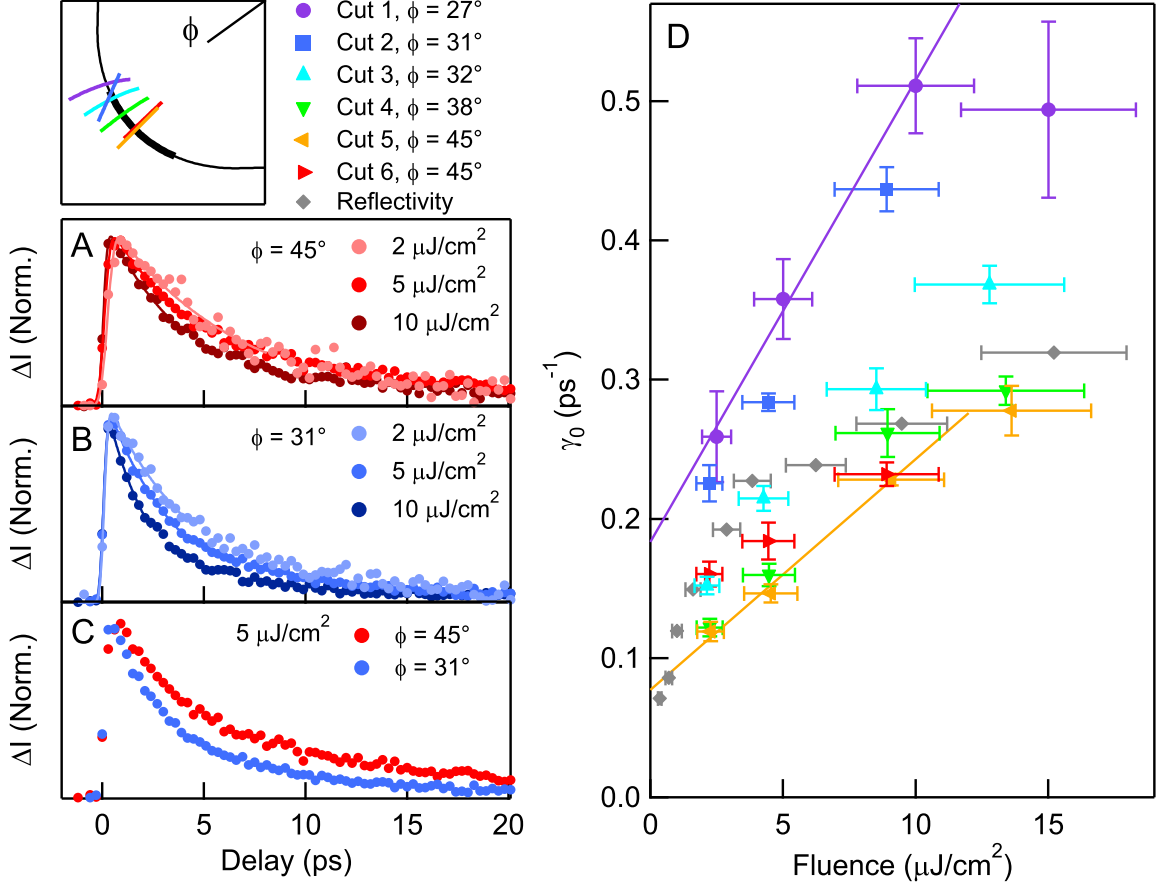 ϕ
Cut 1, ϕ = 27°
Cut 2, ϕ = 31°
Cut 3, ϕ = 32°
Cut 4, ϕ = 38°
Cut 5, ϕ = 45°
Cut 6, ϕ = 45°
Reflectivity
A
ϕ = 45°
2 μJ/cm²
5 μJ/cm²
10 μJ/cm²
ΔI (Norm.)
B
ϕ = 31°
2 μJ/cm²
5 μJ/cm²
10 μJ/cm²
ΔI (Norm.)
C
5 μJ/cm²
ϕ = 45°
ϕ = 31°
ΔI (Norm.)
0 5 10 15 20
Delay (ps)
D
0.5
0.4
0.3
0.2
0.1
0.0
γ₀ (ps⁻¹)
0 5 10 15
Fluence (μJ/cm²)